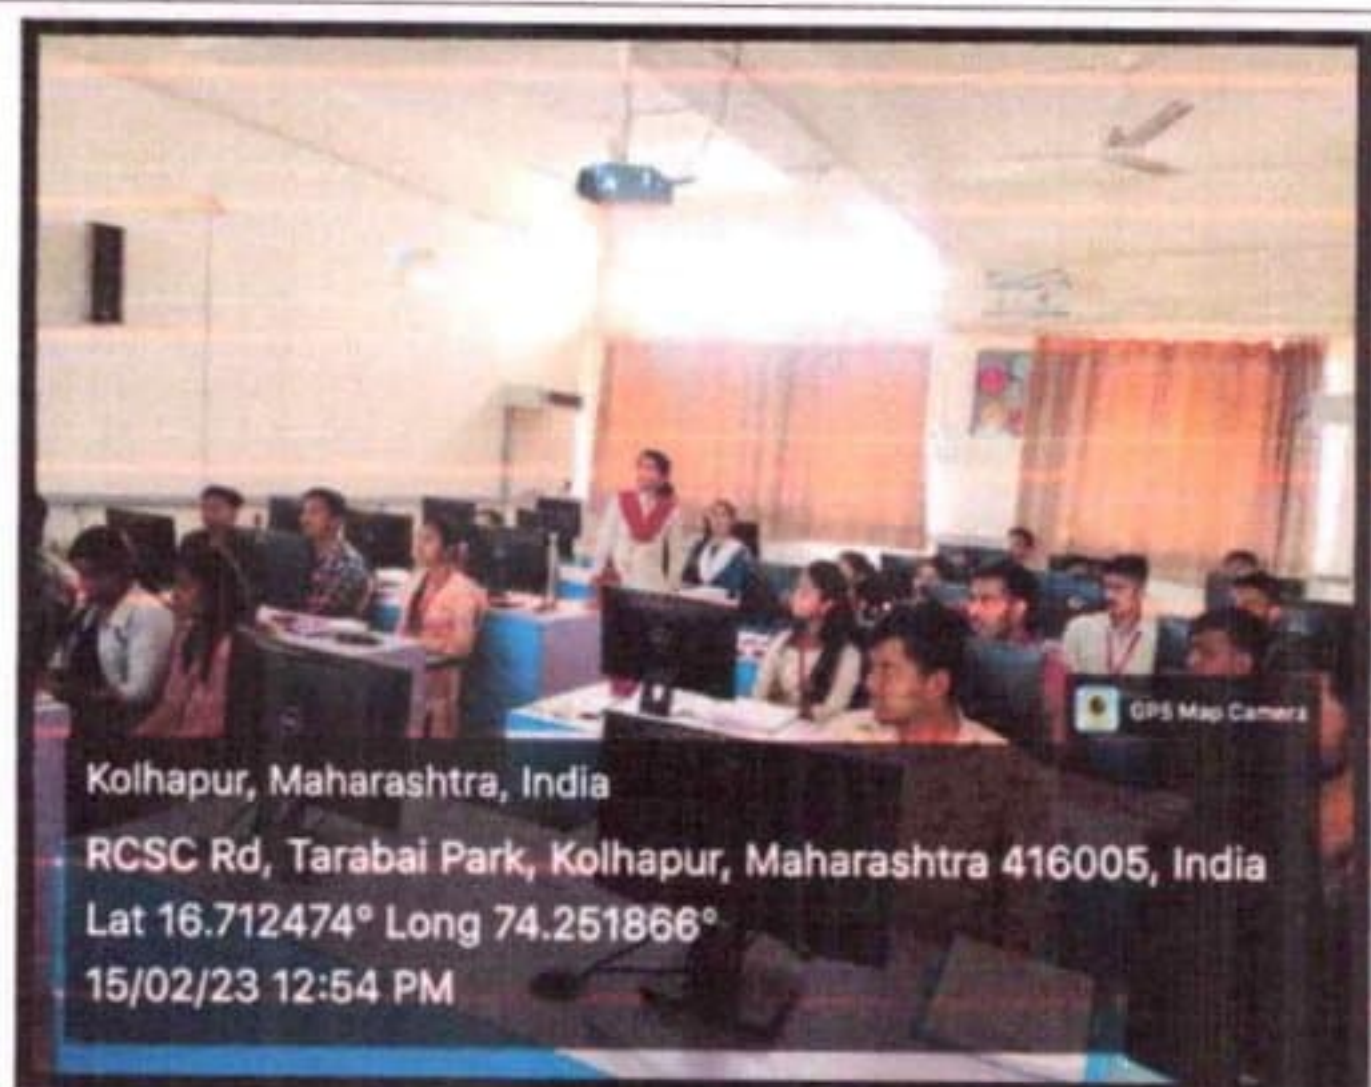 GPS Map Camera
Kolhapur, Maharashtra, India
RCSC Rd, Tarabai Park, Kolhapur, Maharashtra 416005, India
Lat 16.712474° Long 74.251866°
15/02/23 12:54 PM